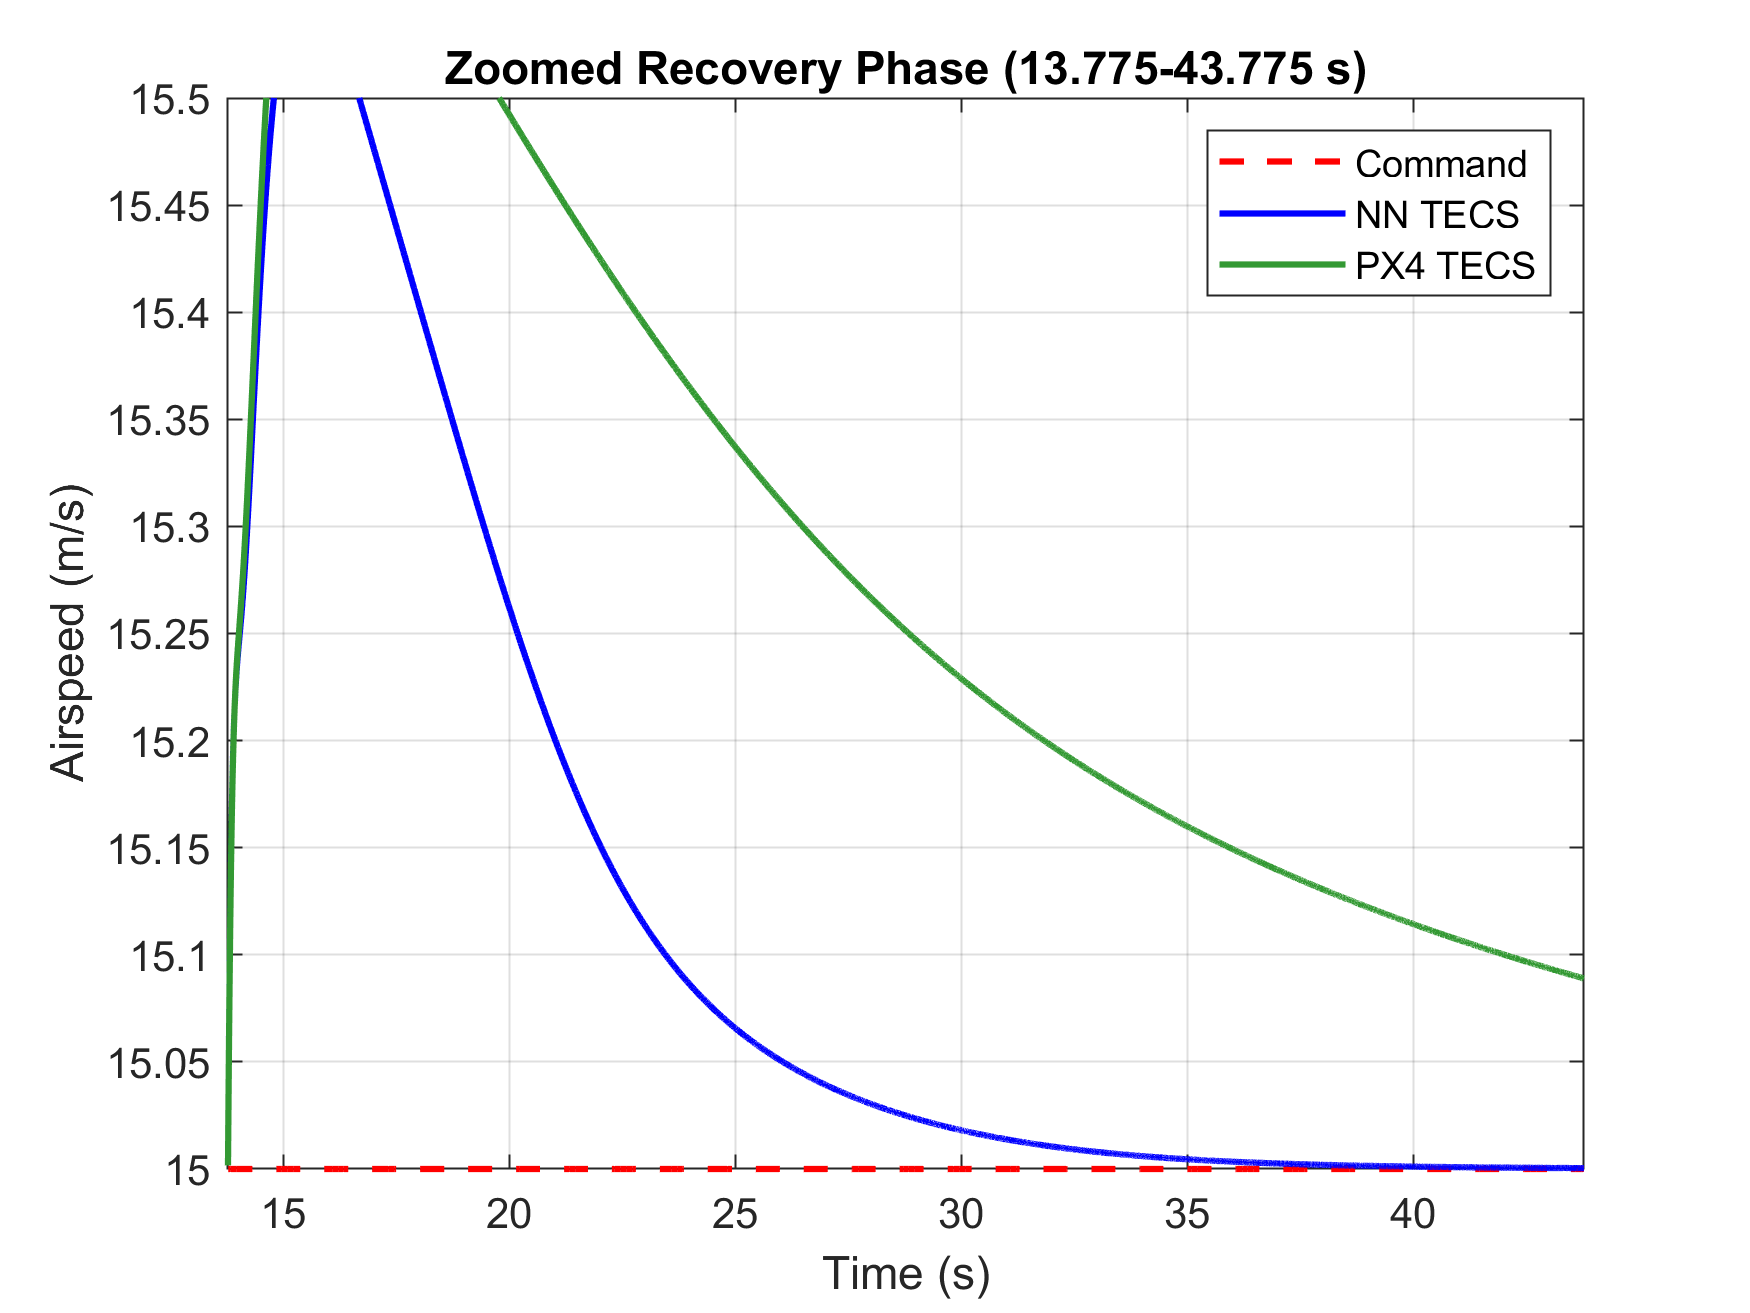 Zoomed Recovery Phase (13.775-43.775 s)
15.5
15.45
15.4
15.35
15.3
15.25
15.2
15.15
15.1
15.05
15
Airspeed (m/s)
Command
NN TECS
PX4 TECS
15 20 25 30 35 40
Time (s)